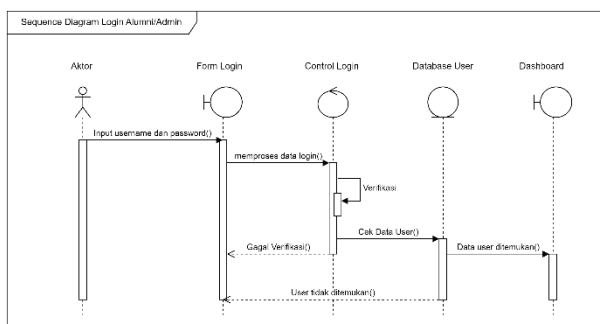 Sequence Diagram Login Alumni/Admin
Aktor
Form Login
Control Login
Database User
Dashboard
Input username dan password()
memproses data login()
Verifikasi
Cek Data User()
Gagal Verifikasi()
Data user ditemukan()
User tidak ditemukan()